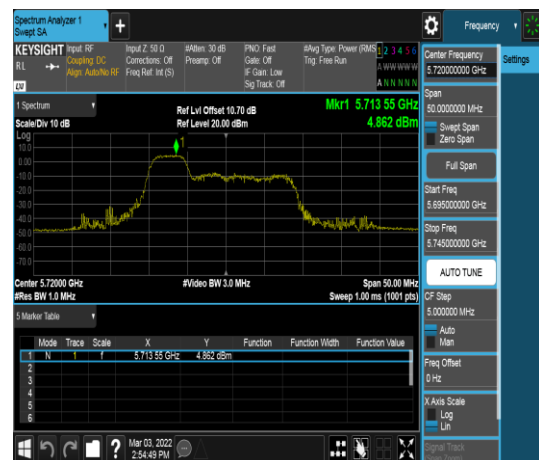 Spectrum Analyzer 1
Swept SA
+
Frequency
KEYSIGHT
RL
LXI
Input: RF
Coupling: DC
Align: Auto/No RF
Input Z: 50 Ω
Corrections: Off
Freq Ref: Int (S)
#Atten: 30 dB
Preamp: Off
PNO: Fast
Gate: Off
IF Gain: Low
Sig Track: Off
#Avg Type: Power (RMS
Trig: Free Run
1 2 3 4 5 6
A WW WW W
A N N N N N
Center Frequency
5.720000000 GHz
Settings
Span
50.0000000 MHz
Swept Span
Zero Span
Full Span
Start Freq
5.695000000 GHz
Stop Freq
5.745000000 GHz
AUTO TUNE
CF Step
5.000000 MHz
Auto
Man
Freq Offset
0 Hz
X Axis Scale
Log
Lin
Signal Track
(Span Zoom)
1 Spectrum
Scale/Div 10 dB
Ref Lvl Offset 10.70 dB
Ref Level 20.00 dBm
Mkr1 5.713 55 GHz
4.862 dBm
Log
10.0
0.00
-10.0
-20.0
-30.0
-40.0
-50.0
-60.0
-70.0
1
Center 5.72000 GHz
#Video BW 3.0 MHz
Span 50.00 MHz
#Res BW 1.0 MHz
Sweep 1.00 ms (1001 pts)
5 Marker Table
Mode Trace Scale X Y Function Function Width Function Value
1 N 1 f 5.713 55 GHz 4.862 dBm
2
3
4
5
6
?
Mar 03, 2022
2:54:49 PM